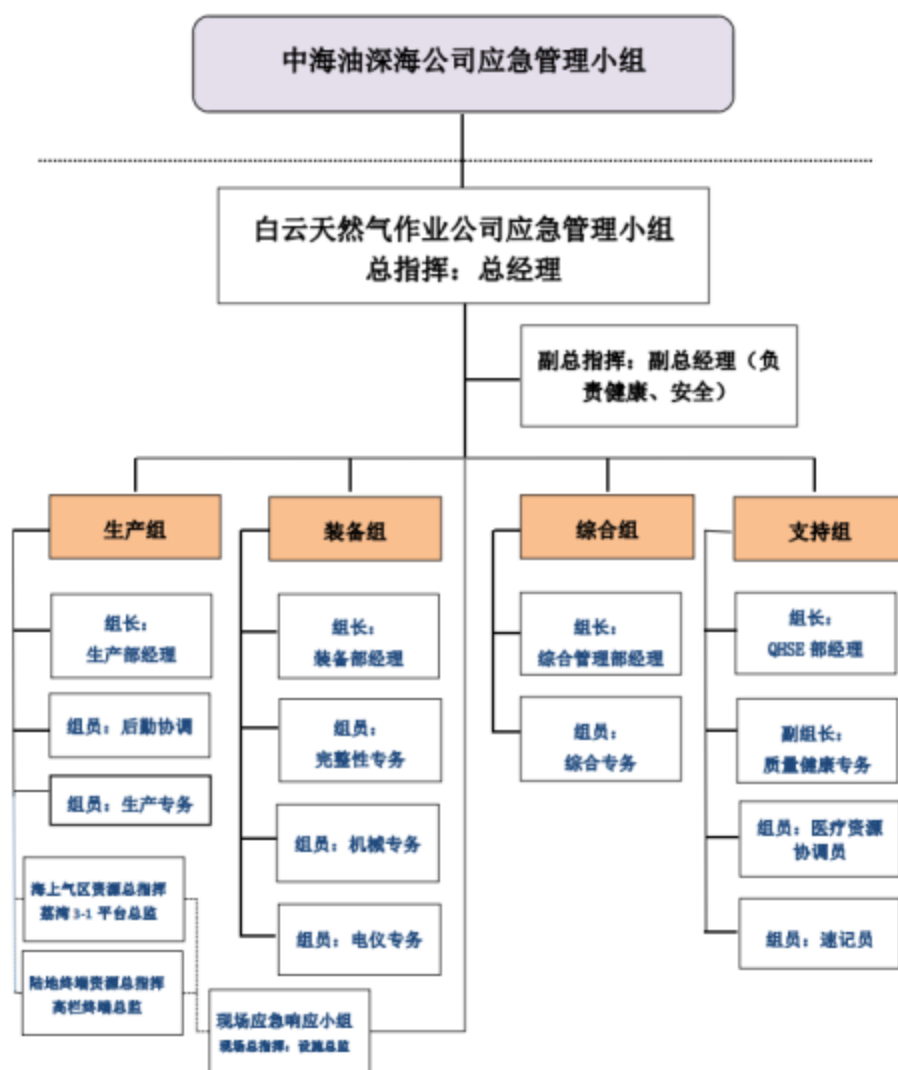 中海油深海公司应急管理小组
白云天然气作业公司应急管理小组
总指挥：总经理
副总指挥：副总经理（负
责健康、安全）
生产组
组长：
生产部经理
组员：后勤协调
组员：生产专务
海上气区资源总指挥
荔湾 3-1 平台总监
陆地终端资源总指挥
高栏终端总监
装备组
组长：
装备部经理
组员：
完整性专务
组员：机械专务
组员：电仪专务
现场应急响应小组
现场总指挥：设施总监
综合组
组长：
综合管理部经理
组员：
综合专务
支持组
组长：
QHSE 部经理
副组长：
质量健康专务
组员：医疗资源
协调员
组员：速记员